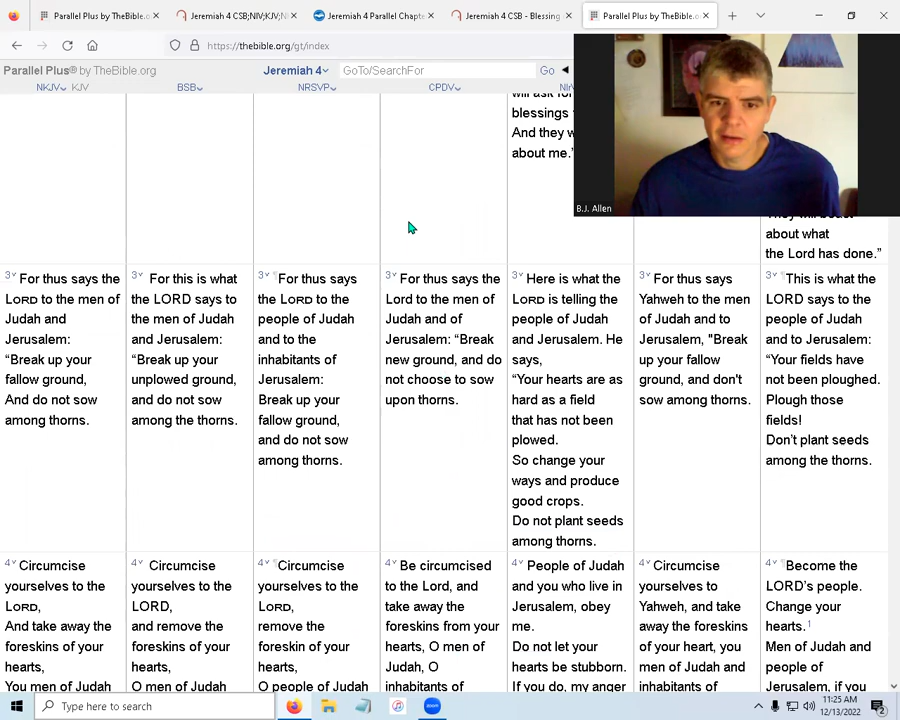 Parallel Plus by TheBible.o
Jeremiah 4 CSB;NIV;KJV;N
Jeremiah 4 Parallel Chapte
Jeremiah 4 CSB - Blessing
Parallel Plus by TheBible.o
https://thebible.org/gt/index
Parallel Plus® by TheBible.org
Jeremiah 4
GoTo/SearchFor
Go
NKJV KJV
BSB
NRSVP
CPDV
blessings
And they w
about me."
B.J. Allen
about what
the Lord has done."
3 For thus says the
LORD to the men of
Judah and
Jerusalem:
"Break up your
fallow ground,
And do not sow
among thorns.
3 For this is what
the LORD says to
the men of Judah
and Jerusalem:
"Break up your
unplowed ground,
and do not sow
among the thorns.
3 ¶For thus says
the LORD to the
people of Judah
and to the
inhabitants of
Jerusalem:
Break up your
fallow ground,
and do not sow
among thorns.
3 For thus says the
Lord to the men of
Judah and of
Jerusalem: "Break
new ground, and do
not choose to sow
upon thorns.
3 Here is what the
LORD is telling the
people of Judah
and Jerusalem. He
says,
"Your hearts are as
hard as a field
that has not been
plowed.
So change your
ways and produce
good crops.
Do not plant seeds
among thorns.
3 For thus says
Yahweh to the men
of Judah and to
Jerusalem, "Break
up your fallow
ground, and don't
sow among thorns.
3 ¶This is what the
LORD says to the
people of Judah
and to Jerusalem:
"Your fields have
not been ploughed.
Plough those
fields!
Don't plant seeds
among the thorns.
4 Circumcise
yourselves to the
LORD,
And take away the
foreskins of your
hearts,
You men of Judah
4 Circumcise
yourselves to the
LORD,
and remove the
foreskins of your
hearts,
O men of Judah
4 ¶Circumcise
yourselves to the
LORD,
remove the
foreskin of your
hearts,
O people of Judah
4 Be circumcised
to the Lord, and
take away the
foreskins from your
hearts, O men of
Judah, O
inhabitants of
4 People of Judah
and you who live in
Jerusalem, obey
me.
Do not let your
hearts be stubborn.
If you do, my anger
4 Circumcise
yourselves to
Yahweh, and take
away the foreskins
of your heart, you
men of Judah and
inhabitants of
4 ¶Become the
LORD's people.
Change your
hearts.1
Men of Judah and
people of
Jerusalem, if you
Type here to search
11:25 AM
12/13/2022
2